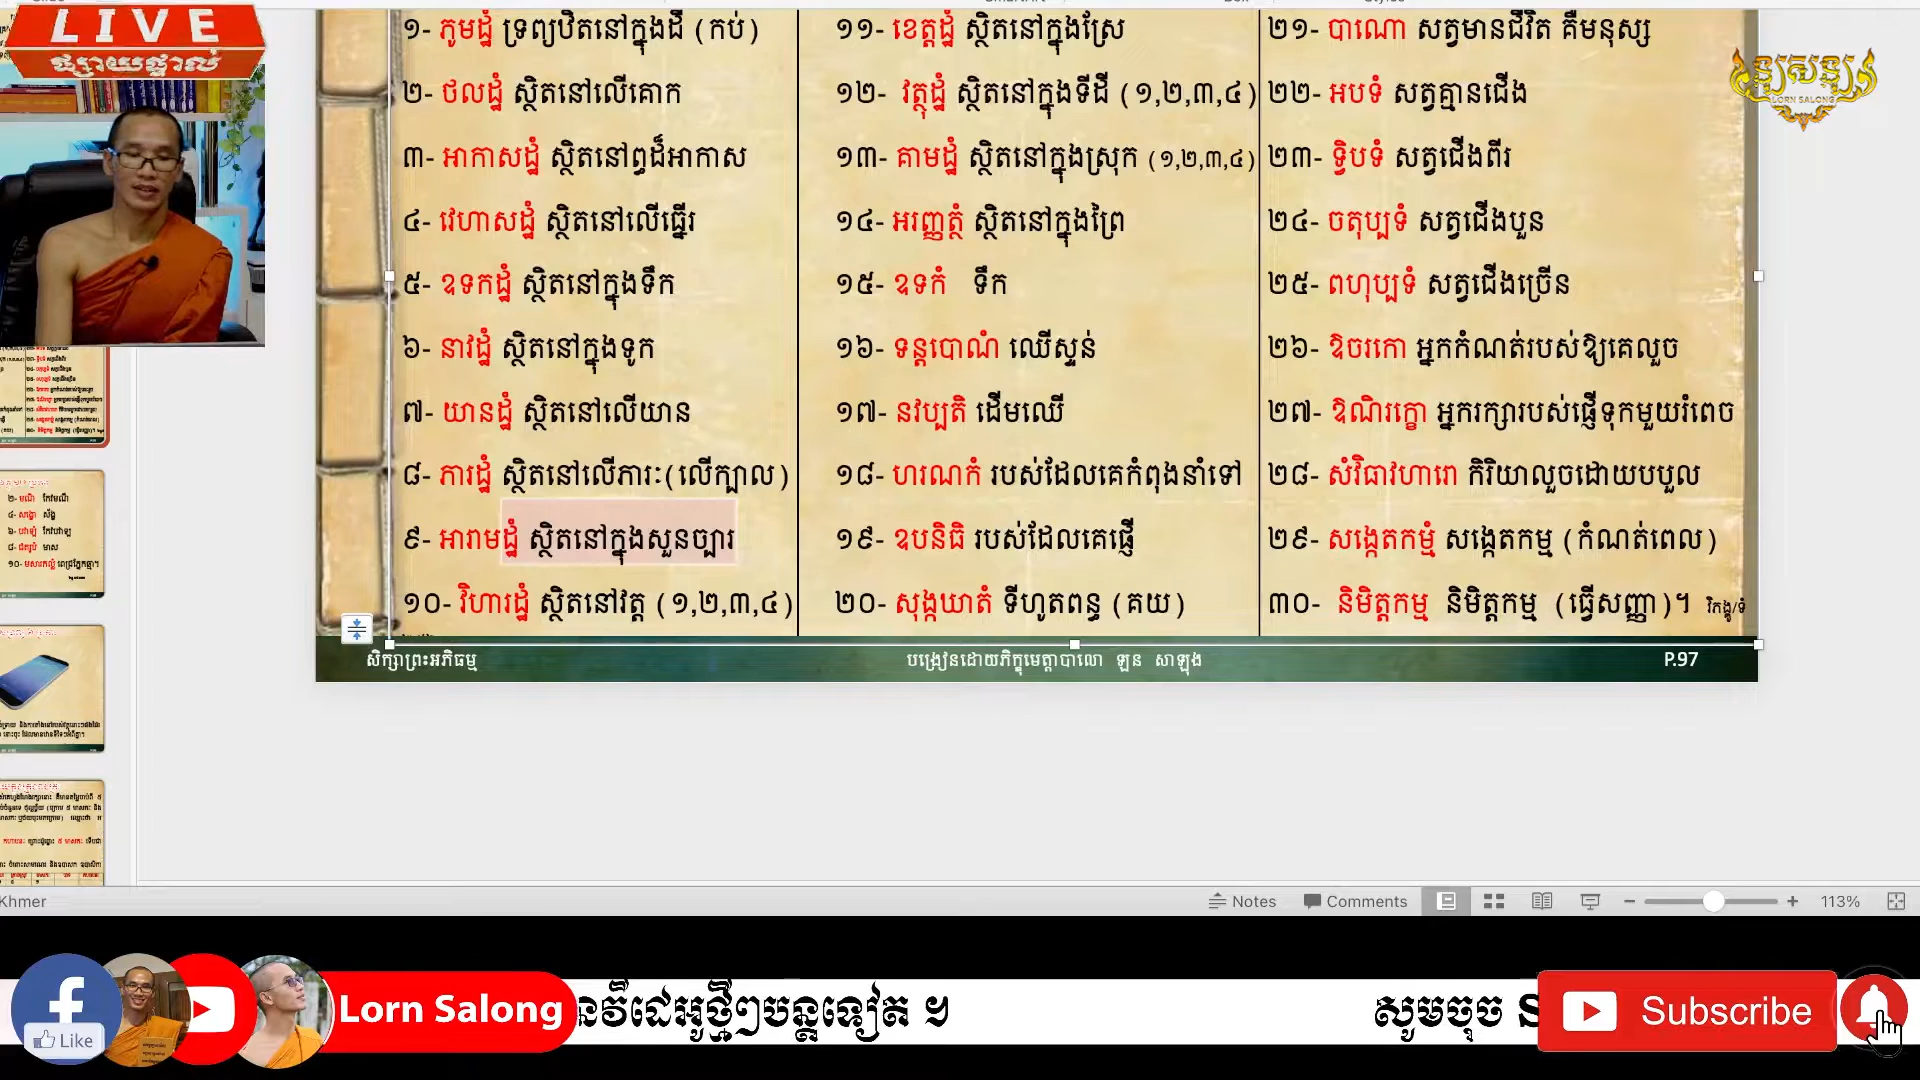 LIVE
ផ្សាយផ្ទាល់
LORN SALONG
១- ភូមដ្ឋំ ទ្រព្យឋិតនៅក្នុងដី (កប់)
២- ថលដ្ឋំ ស្ថិតនៅលើគោក
៣- អាកាសដ្ឋំ ស្ថិតនៅឰដ៏អាកាស
៤- វេហាសដ្ឋំ ស្ថិតនៅលើធ្នើរ
៥- ឧទកដ្ឋំ ស្ថិតនៅក្នុងទឹក
៦- នាវដ្ឋំ ស្ថិតនៅក្នុងទូក
៧- យានដ្ឋំ ស្ថិតនៅលើយាន
៨- ភារដ្ឋំ ស្ថិតនៅលើភារៈ(លើក្បាល)
៩- អារាមដ្ឋំ ស្ថិតនៅក្នុងសួនច្បារ
១០- វិហារដ្ឋំ ស្ថិតនៅវត្ត (១,២,៣,៤)
១១- ខេត្តដ្ឋំ ស្ថិតនៅក្នុងស្រែ
១២- វត្ថុដ្ឋំ ស្ថិតនៅក្នុងទីដី (១,២,៣,៤)
១៣- គាមដ្ឋំ ស្ថិតនៅក្នុងស្រុក (១,២,៣,៤)
១៤- អរញ្ញត្ថំ ស្ថិតនៅក្នុងព្រៃ
១៥- ឧទកំ ទឹក
១៦- ទន្តបោណំ ឈើស្ទន់
១៧- នវប្បតិ ដើមឈើ
១៨- ហរណកំ របស់ដែលគេកំពុងនាំទៅ
១៩- ឧបនិធិ របស់ដែលគេផ្ញើ
២០- សុង្កឃាតំ ទីហូតពន្ធ (គយ)
២១- បាណោ សត្វមានជីវិត គឺមនុស្ស
២២- អបទំ សត្វគ្មានជើង
២៣- ទ្វិបទំ សត្វជើងពីរ
២៤- ចតុប្បទំ សត្វជើងបួន
២៥- ពហុប្បទំ សត្វជើងច្រើន
២៦- ឱចរកោ អ្នកកំណត់របស់ឱ្យគេលួច
២៧- ឱណិរក្ខោ អ្នករក្សារបស់ផ្ញើទុកមួយរំពេច
២៨- សំវិធាវហារោ កិរិយាលួចដោយបបួល
២៩- សង្កេតកម្មំ សង្កេតកម្ម (កំណត់ពេល)
៣០- និមិត្តកម្ម និមិត្តកម្ម (ធ្វើសញ្ញា)។
សិក្សាព្រះអភិធម្ម
បង្រៀនដោយភិក្ខុមេត្តាបាលោ ឡន សាឡុង
P.97
Khmer
Notes
Comments
113%
Like
Lorn Salong
នវីដេអូថ្មីៗបន្តទៀត ។
សូមចុច S
Subscribe